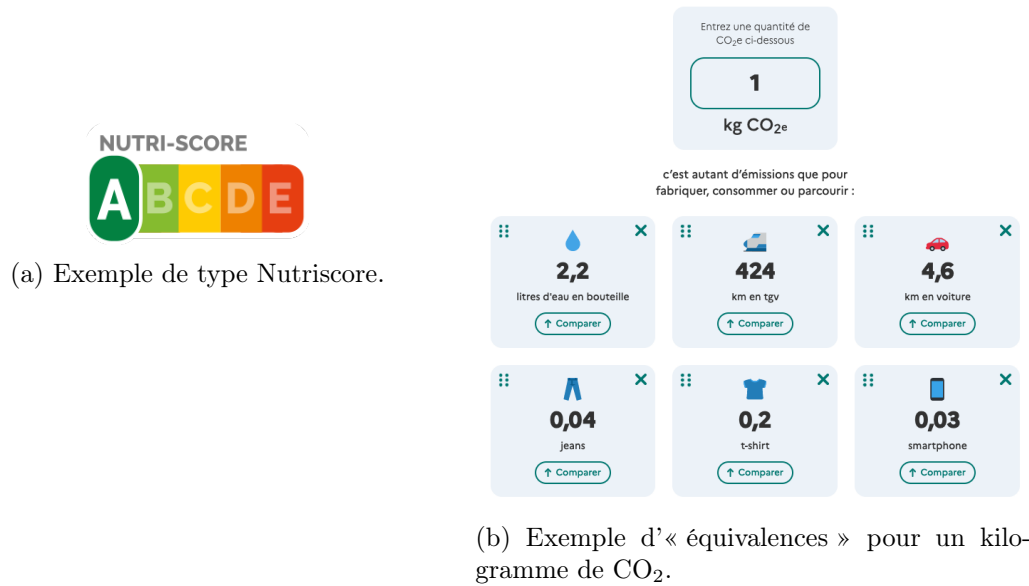 NUTRI-SCORE
A B C D E
(a) Exemple de type Nutriscore.
Entrez une quantité de
CO₂e ci-dessous
1
kg CO₂e
c'est autant d'émissions que pour
fabriquer, consommer ou parcourir :
2,2
litres d'eau en bouteille
↑ Comparer
424
km en tgv
↑ Comparer
4,6
km en voiture
↑ Comparer
0,04
jeans
↑ Comparer
0,2
t-shirt
↑ Comparer
0,03
smartphone
↑ Comparer
(b) Exemple d'« équivalences » pour un kilo-
gramme de CO₂.